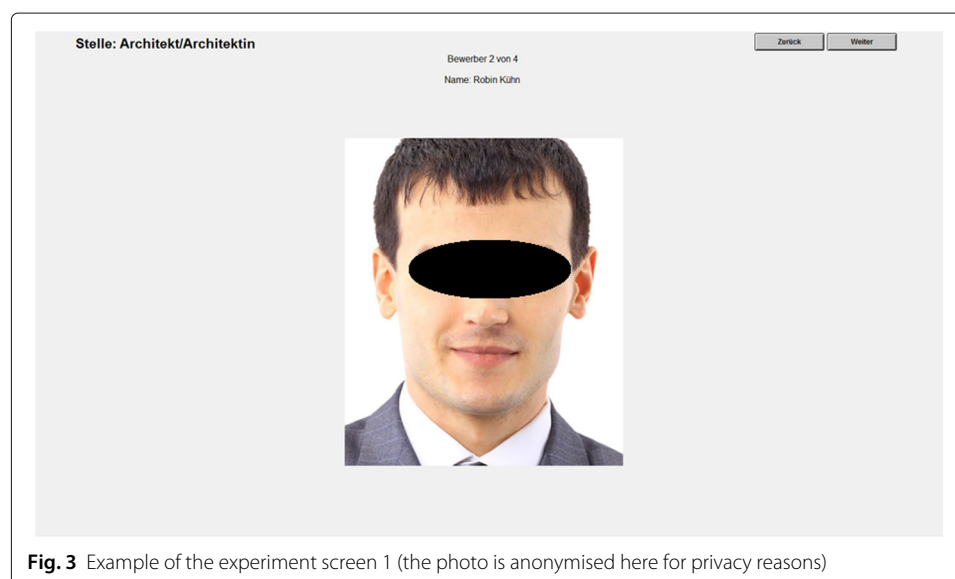 Stelle: Architekt/Architektin
Zurück
Weiter
Bewerber 2 von 4
Name: Robin Kühn
Fig. 3 Example of the experiment screen 1 (the photo is anonymised here for privacy reasons)